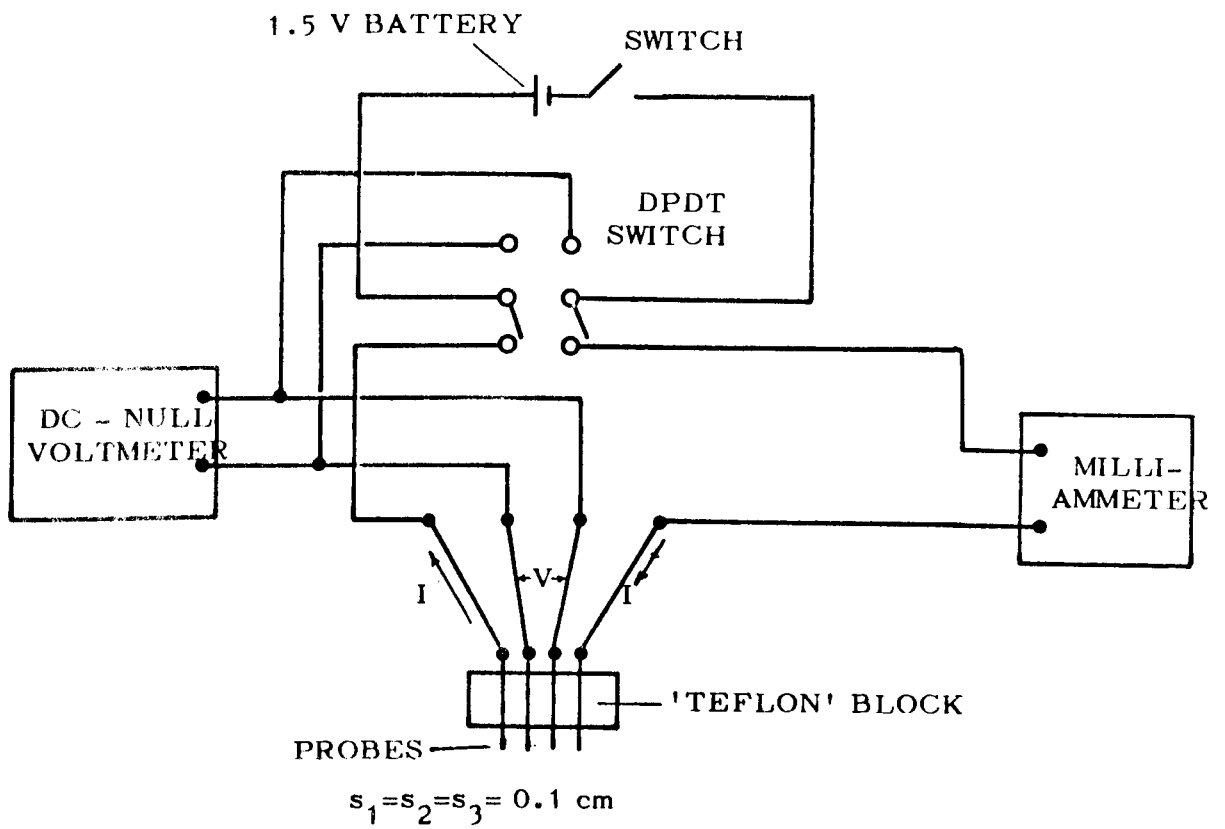 1.5 V BATTERY
SWITCH
DPDT
SWITCH
DC - NULL
VOLTMETER
MILLI-
AMMETER
I
V
I
'TEFLON' BLOCK
PROBES
s₁=s₂=s₃= 0.1 cm